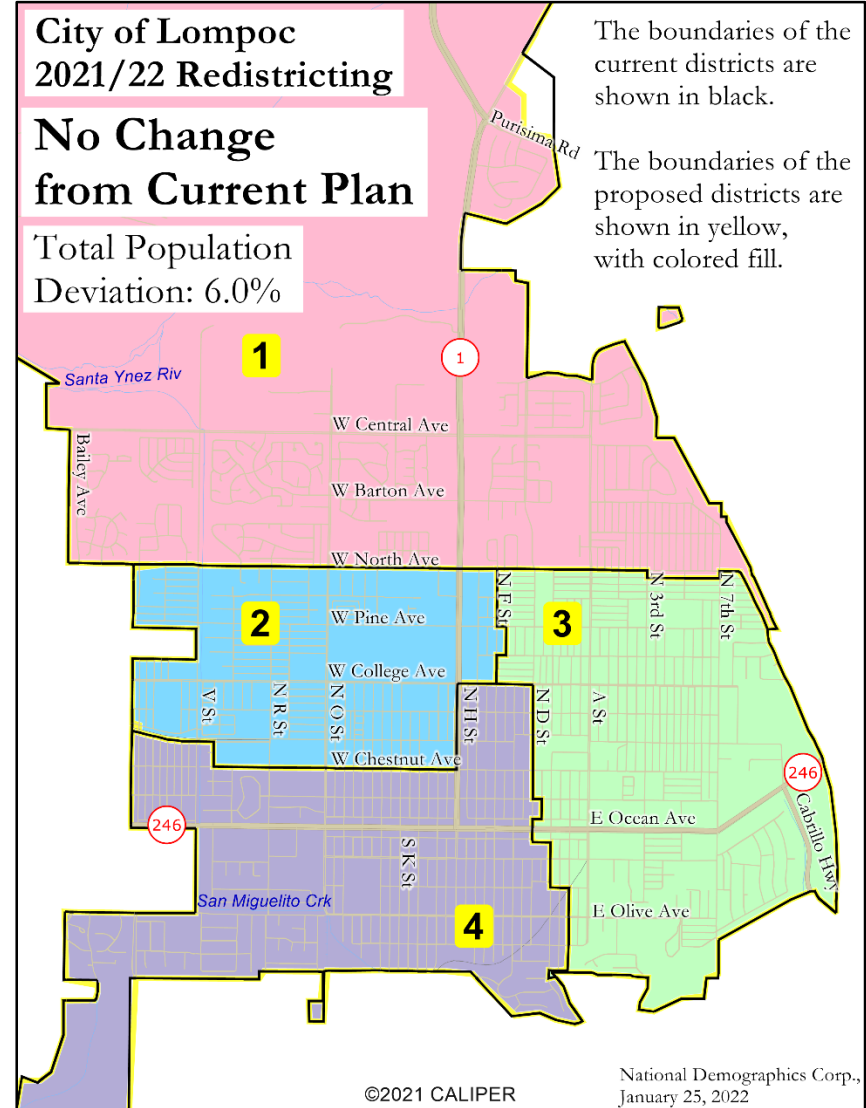 City of Lompoc
2021/22 Redistricting
No Change
from Current Plan
Total Population
Deviation: 6.0%
The boundaries of the
current districts are
shown in black.
The boundaries of the
proposed districts are
shown in yellow,
with colored fill.
Purisima Rd
1
1
Santa Ynez Riv
W Central Ave
Bailey Ave
W Barton Ave
W North Ave
N F St
N 3rd St
N 7th St
2
W Pine Ave
3
W College Ave
V St
N R St
N O St
N H St
N D St
A St
W Chestnut Ave
246
Cabrillo Hwy
246
E Ocean Ave
S K St
San Miguelito Crk
4
E Olive Ave
©2021 CALIPER
National Demographics Corp.,
January 25, 2022